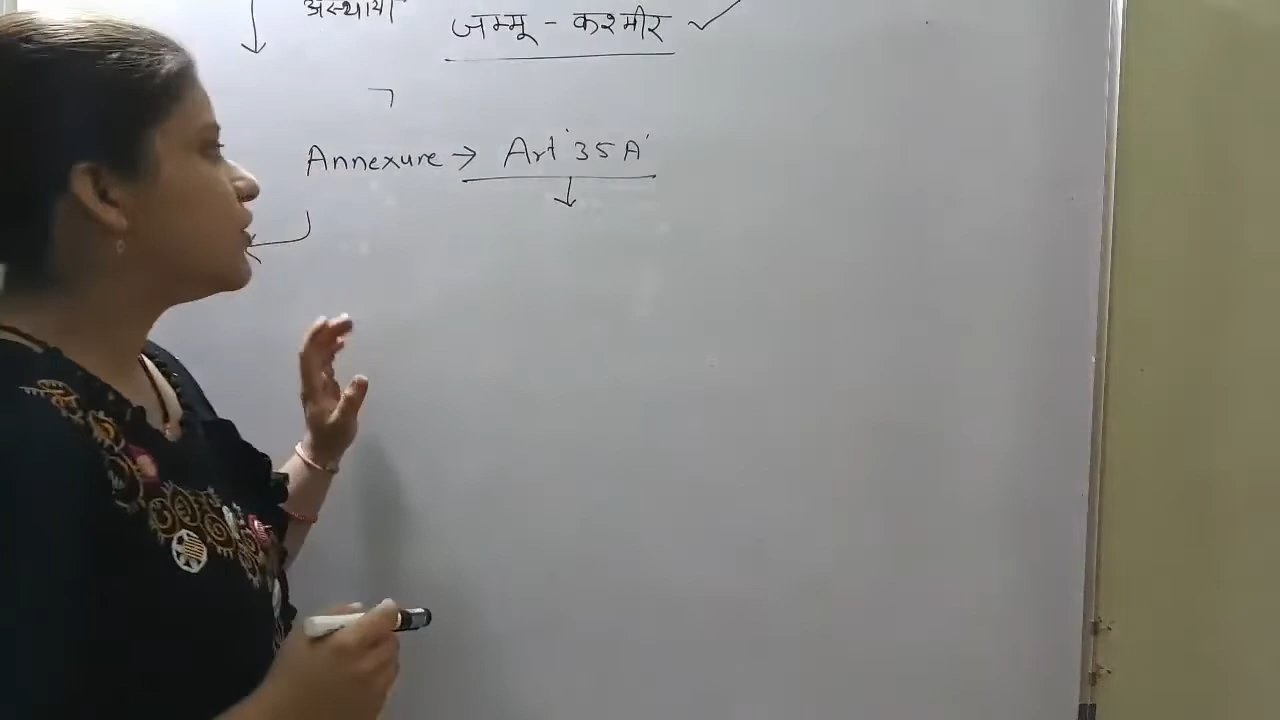 अस्थायी
जम्मू - कश्मीर ✓
Annexure → Art '35A'